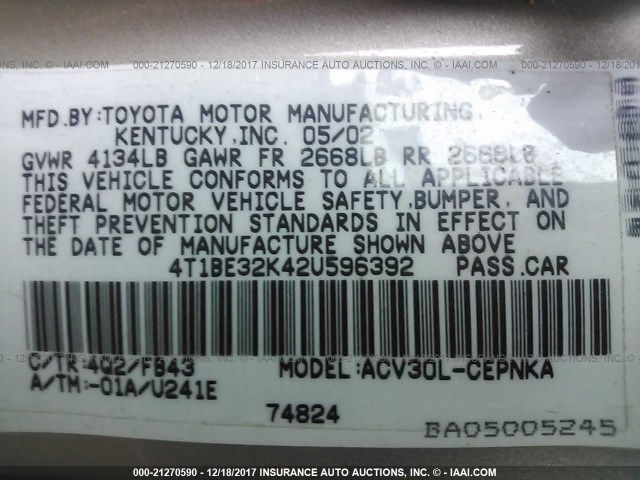 000-21270590 - 12/18/2017 INSURANCE AUTO AUCTIONS © - IAAI.COM
MFD.BY:TOYOTA MOTOR MANUFACTURING,
KENTUCKY,INC. 05/02
GVWR 4134LB GAWR FR 2668LB RR 2668LB
THIS VEHICLE CONFORMS TO ALL APPLICABLE
FEDERAL MOTOR VEHICLE SAFETY,BUMPER, AND
THEFT PREVENTION STANDARDS IN EFFECT ON
THE DATE OF MANUFACTURE SHOWN ABOVE
4T1BE32K42U596392 PASS.CAR
C/TR:4Q2/FB43 MODEL:ACV30L-CEPNKA
A/TM:-01A/U241E
74824 BA05005245
000-21270590 - 12/18/2017 INSURANCE AUTO AUCTIONS © - IAAI.COM